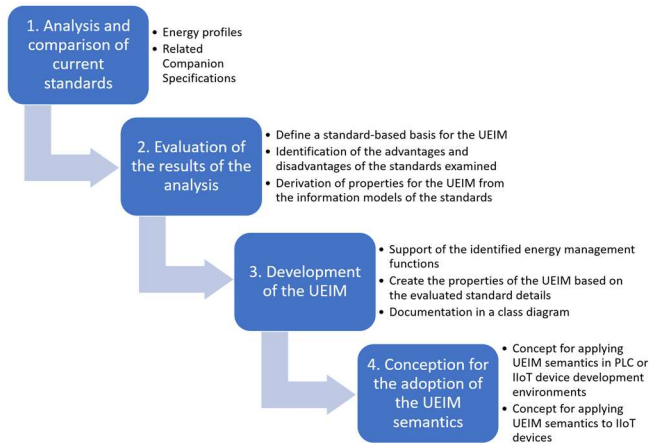 1. Analysis and
comparison of
current
standards
• Energy profiles
• Related
Companion
Specifications
2. Evaluation of
the results of the
analysis
• Define a standard-based basis for the UEIM
• Identification of the advantages and
disadvantages of the standards examined
• Derivation of properties for the UEIM from
the information models of the standards
3. Development
of the UEIM
• Support of the identified energy management
functions
• Create the properties of the UEIM based on
the evaluated standard details
• Documentation in a class diagram
4. Conception for
the adoption of
the UEIM
semantics
• Concept for applying
UEIM semantics in PLC or
IIoT device development
environments
• Concept for applying
UEIM semantics to IIoT
devices